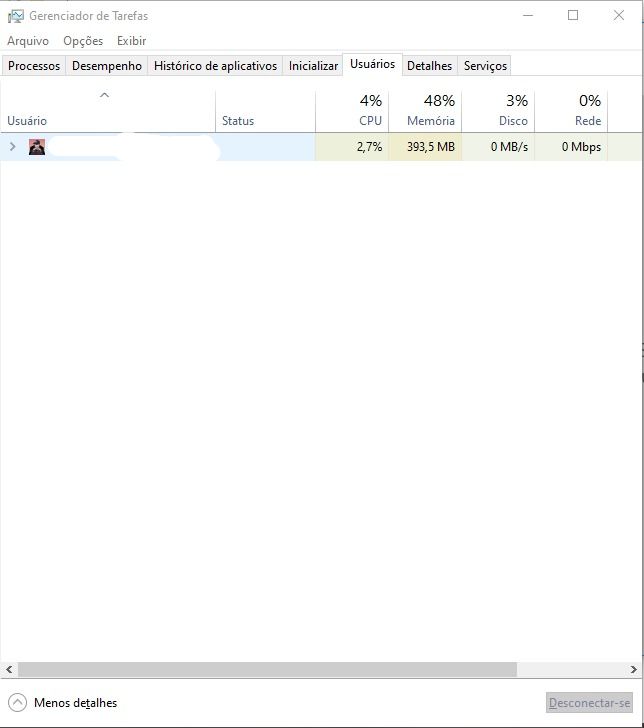 Gerenciador de Tarefas
Arquivo Opções Exibir
Processos Desempenho Histórico de aplicativos Inicializar Usuários Detalhes Serviços
4% 48% 3% 0%
Usuário Status CPU Memória Disco Rede
2,7% 393,5 MB 0 MB/s 0 Mbps
Menos detalhes Desconectar-se